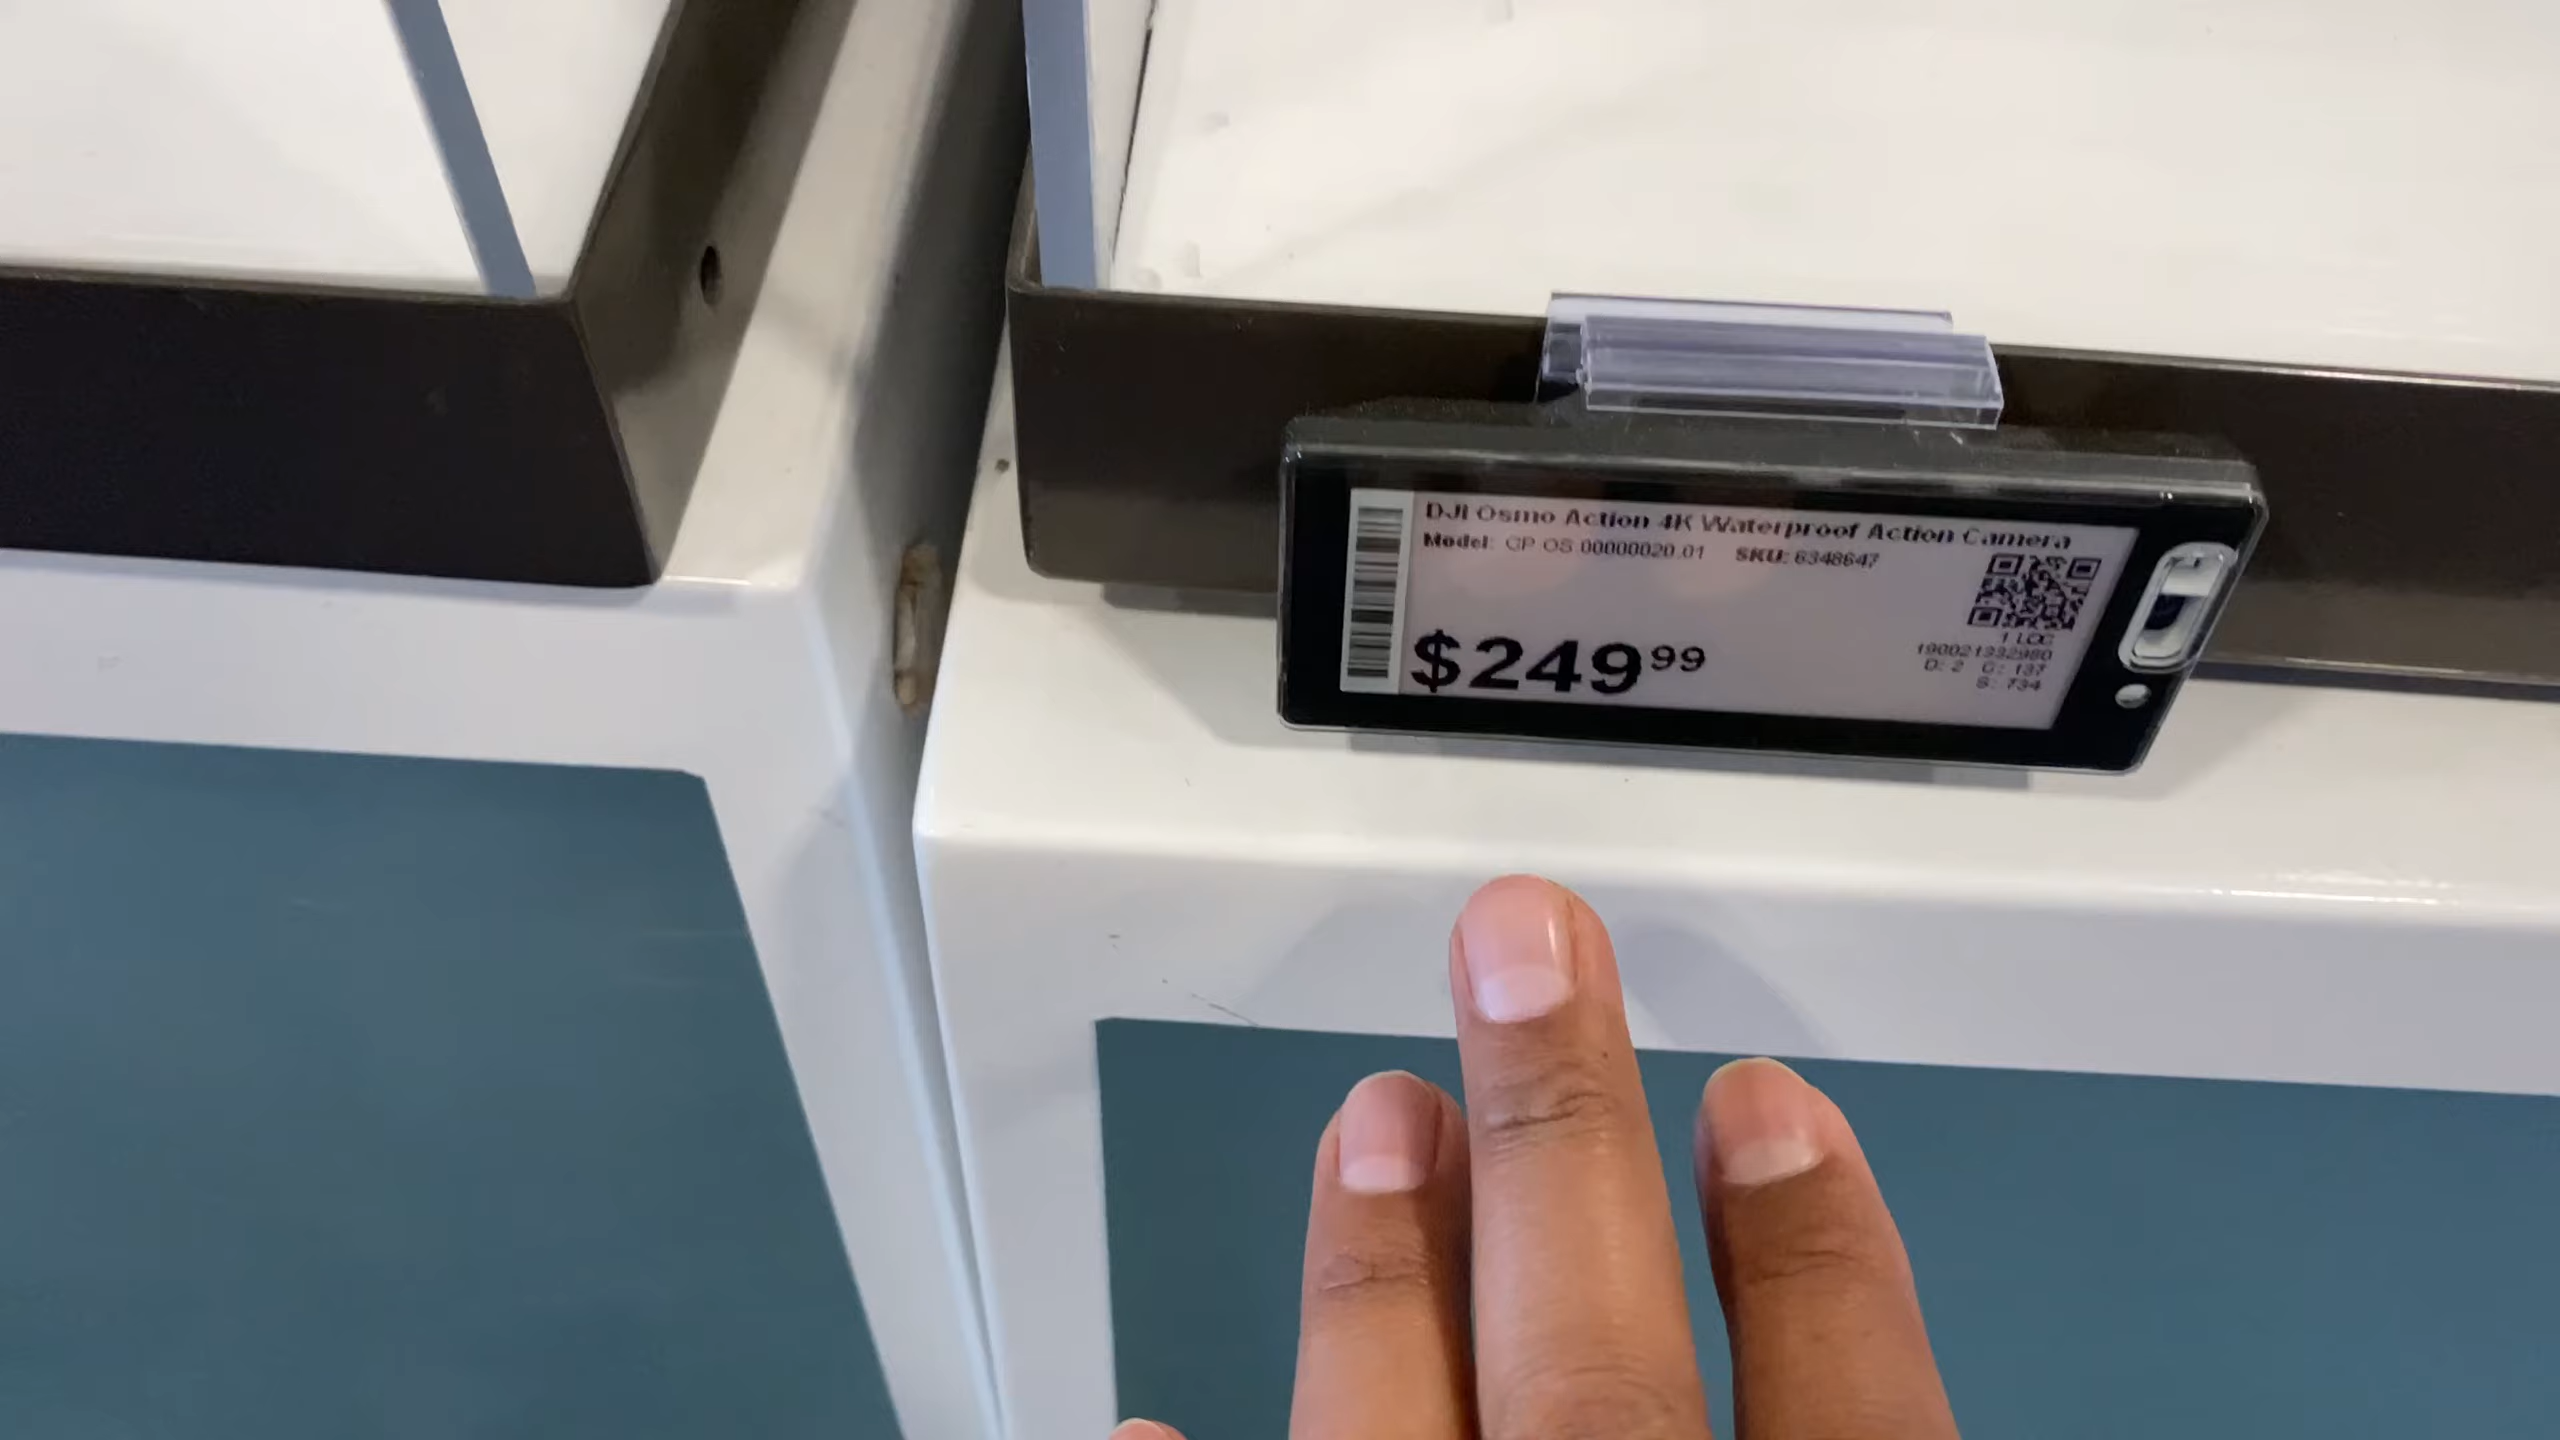 DJI Osmo Action 4K Waterproof Action Camera
Model: CP.OS.00000020.01 SKU: 6348647
$249.99
1 LOC
190021332980
D: 2 C: 137
S: 734